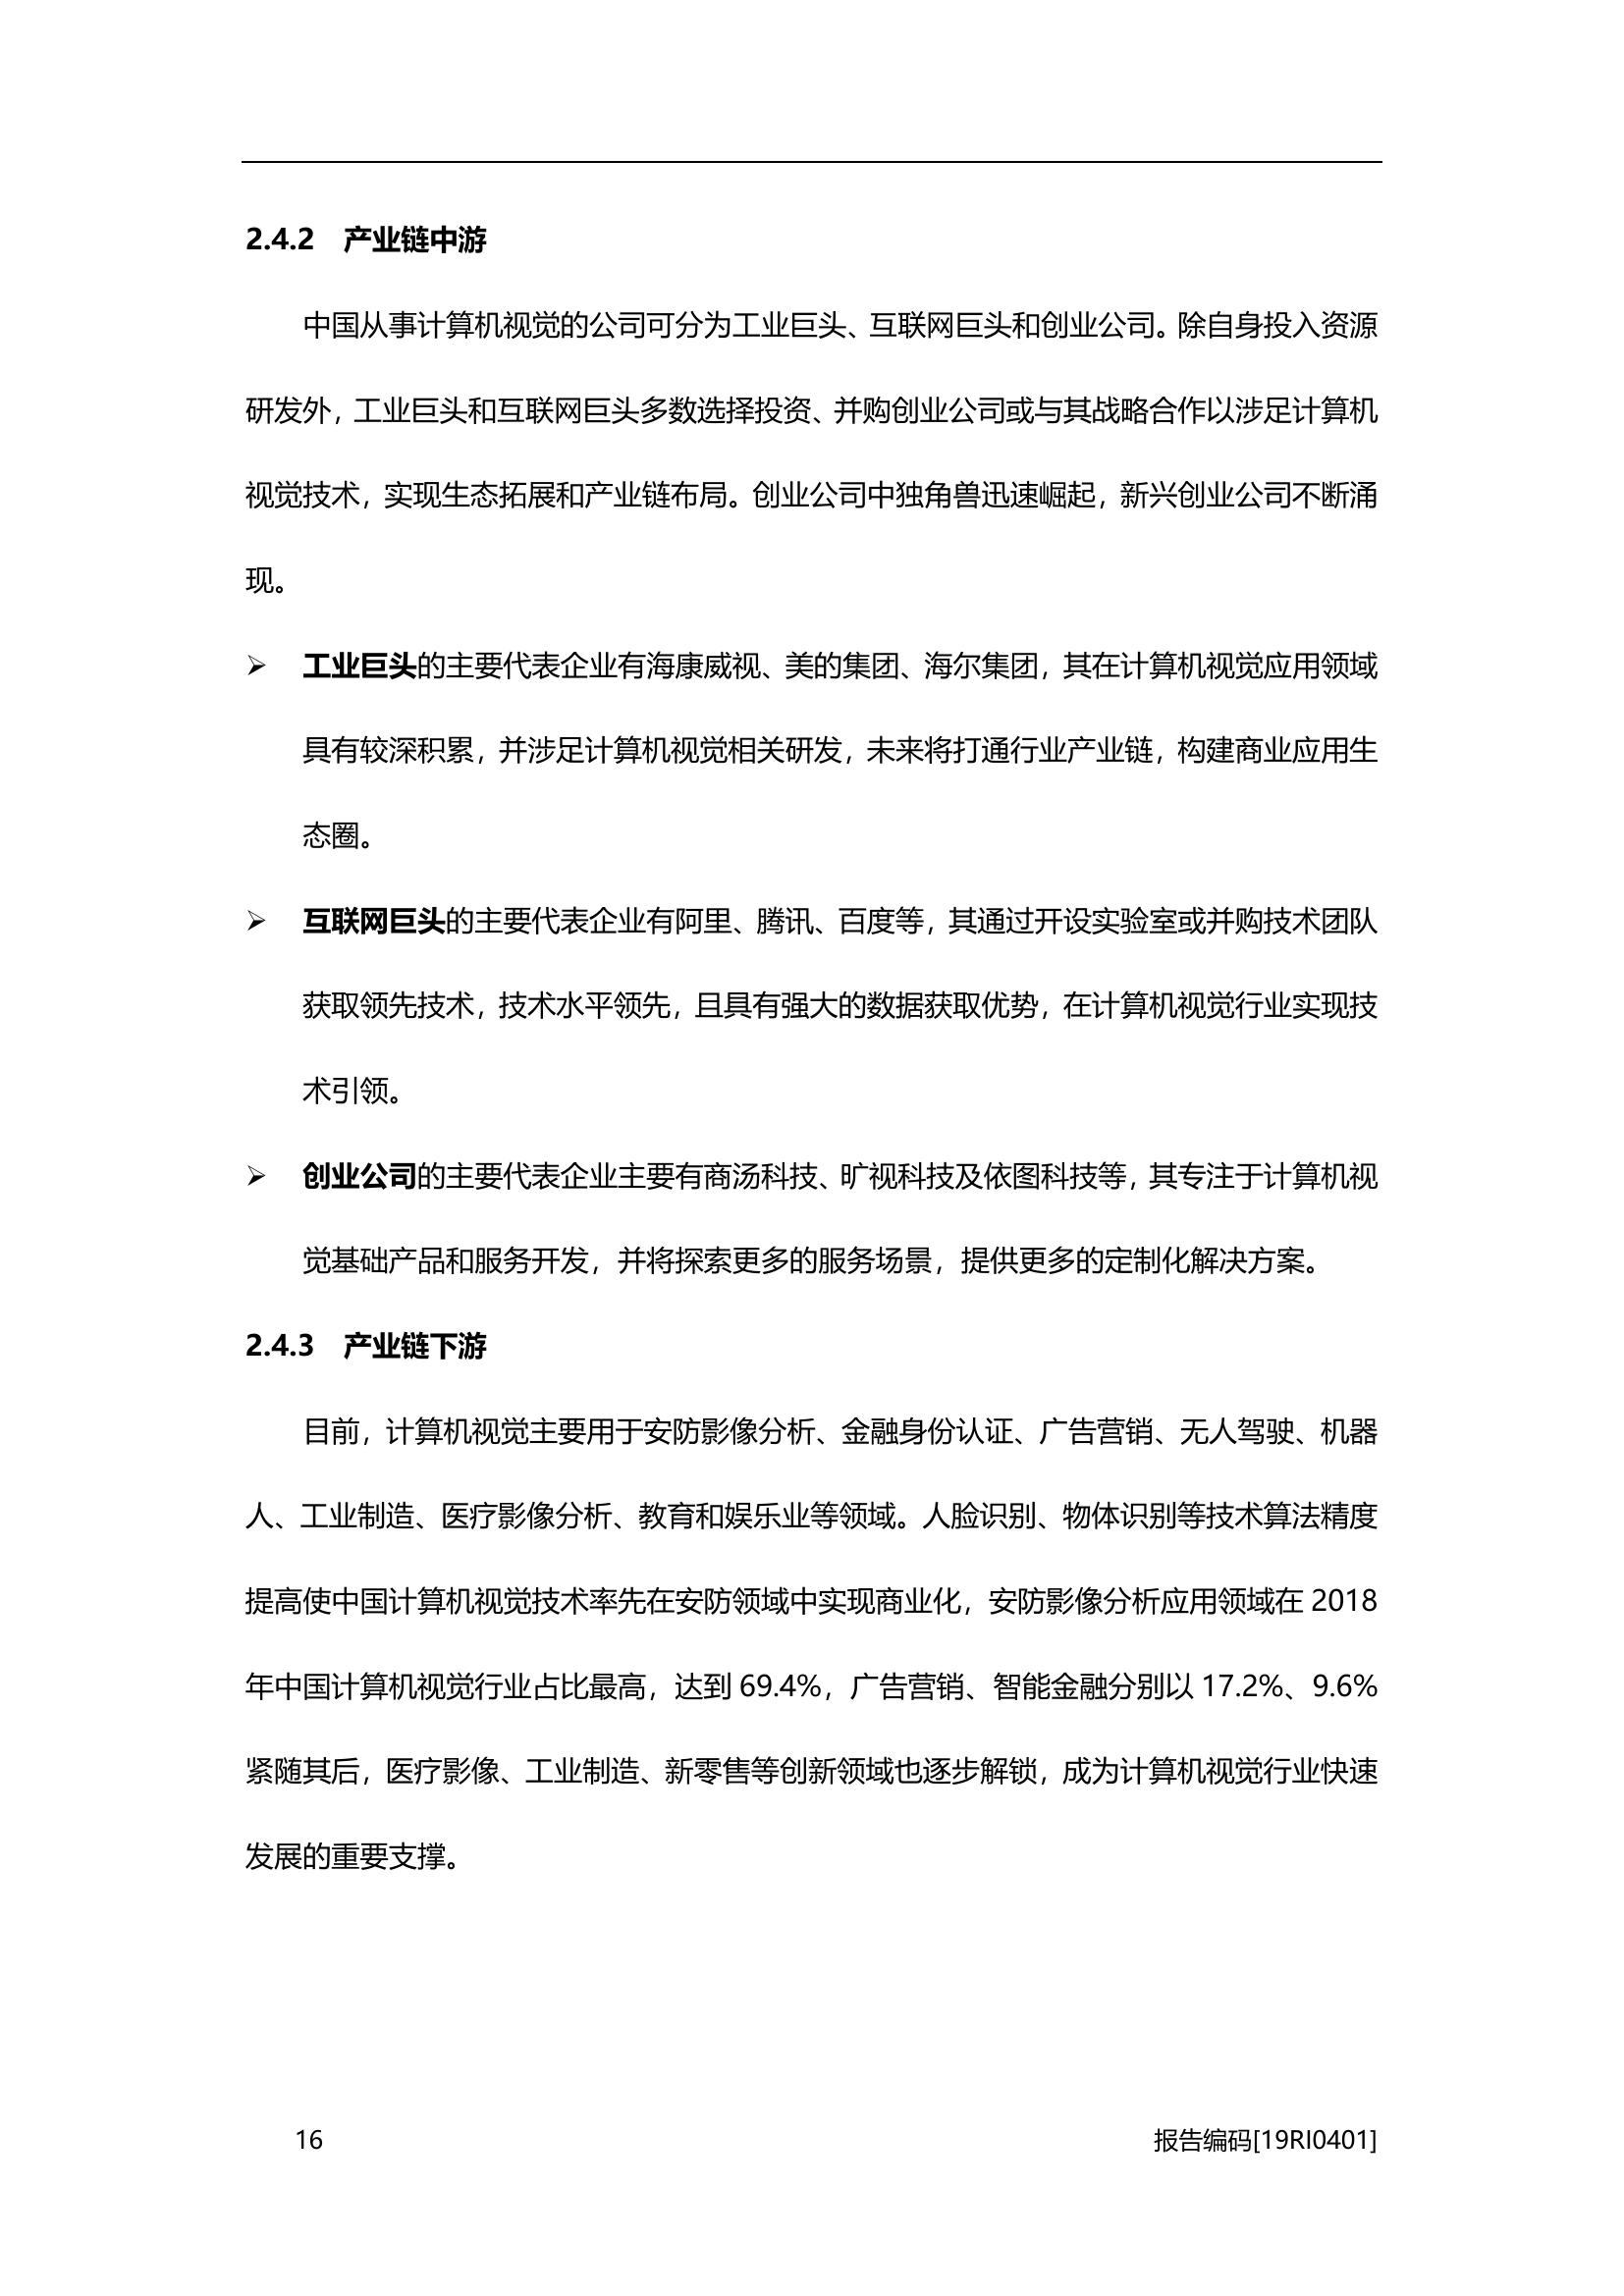 2.4.2 产业链中游
中国从事计算机视觉的公司可分为工业巨头、互联网巨头和创业公司。除自身投入资源
研发外，工业巨头和互联网巨头多数选择投资、并购创业公司或与其战略合作以涉足计算机
视觉技术，实现生态拓展和产业链布局。创业公司中独角兽迅速崛起，新兴创业公司不断涌
现。
➢ 工业巨头的主要代表企业有海康威视、美的集团、海尔集团，其在计算机视觉应用领域
具有较深积累，并涉足计算机视觉相关研发，未来将打通行业产业链，构建商业应用生
态圈。
➢ 互联网巨头的主要代表企业有阿里、腾讯、百度等，其通过开设实验室或并购技术团队
获取领先技术，技术水平领先，且具有强大的数据获取优势，在计算机视觉行业实现技
术引领。
➢ 创业公司的主要代表企业主要有商汤科技、旷视科技及依图科技等，其专注于计算机视
觉基础产品和服务开发，并将探索更多的服务场景，提供更多的定制化解决方案。
2.4.3 产业链下游
目前，计算机视觉主要用于安防影像分析、金融身份认证、广告营销、无人驾驶、机器
人、工业制造、医疗影像分析、教育和娱乐业等领域。人脸识别、物体识别等技术算法精度
提高使中国计算机视觉技术率先在安防领域中实现商业化，安防影像分析应用领域在 2018
年中国计算机视觉行业占比最高，达到 69.4%，广告营销、智能金融分别以 17.2%、9.6%
紧随其后，医疗影像、工业制造、新零售等创新领域也逐步解锁，成为计算机视觉行业快速
发展的重要支撑。
16 报告编码[19RI0401]